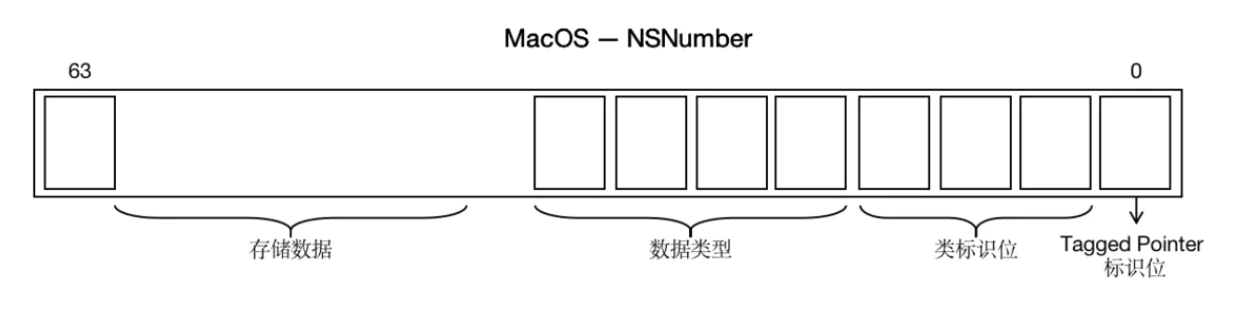 MacOS — NSNumber
63
0
存储数据
数据类型
类标识位
Tagged Pointer
标识位